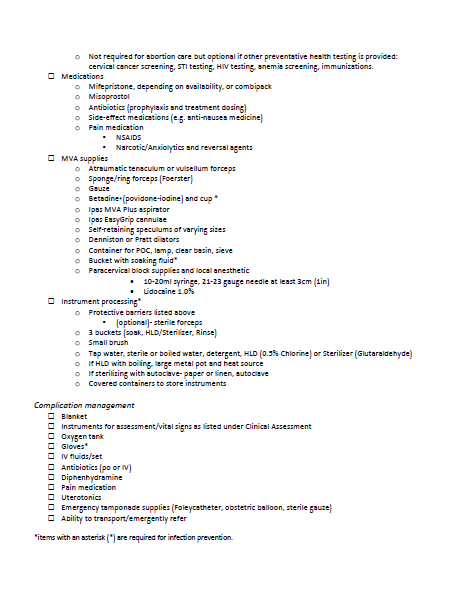 o Not required for abortion care but optional if other preventative health testing is provided:
cervical cancer screening, STI testing, HIV testing, anemia screening, immunizations.
☐ Medications
o Mifepristone, depending on availability, or combipack
o Misoprostol
o Antibiotics (prophylaxis and treatment dosing)
o Side-effect medications (e.g. anti-nausea medicine)
o Pain medication
• NSAIDS
• Narcotic/Anxiolytics and reversal agents
☐ MVA supplies
o Atraumatic tenaculum or vulsellum forceps
o Sponge/ring forceps (Foerster)
o Gauze
o Betadine•(povidone-iodine) and cup *
o Ipas MVA Plus aspirator
o Ipas EasyGrip cannulae
o Self-retaining speculums of varying sizes
o Denniston or Pratt dilators
o Container for POC, lamp, clear basin, sieve
o Bucket with soaking fluid*
o Paracervical block supplies and local anesthetic
• 10-20ml syringe, 21-23 gauge needle at least 3cm (1in)
• Lidocaine 1.0%
☐ Instrument processing*
o Protective barriers listed above
• (optional)- sterile forceps
o 3 buckets (soak, HLD/Sterilizer, Rinse)
o Small brush
o Tap water, sterile or boiled water, detergent, HLD (0.5% Chlorine) or Sterilizer (Glutaraldehyde)
o If HLD with boiling, large metal pot and heat source
o If sterilizing with autoclave- paper or linen, autoclave
o Covered containers to store instruments
Complication management
☐ Blanket
☐ Instruments for assessment/vital signs as listed under Clinical Assessment
☐ Oxygen tank
☐ Gloves*
☐ IV fluids/set
☐ Antibiotics (po or IV)
☐ Diphenhydramine
☐ Pain medication
☐ Uterotonics
☐ Emergency tamponade supplies (Foleycatheter, obstetric balloon, sterile gauze)
☐ Ability to transport/emergently refer
*items with an asterisk (*) are required for infection prevention.